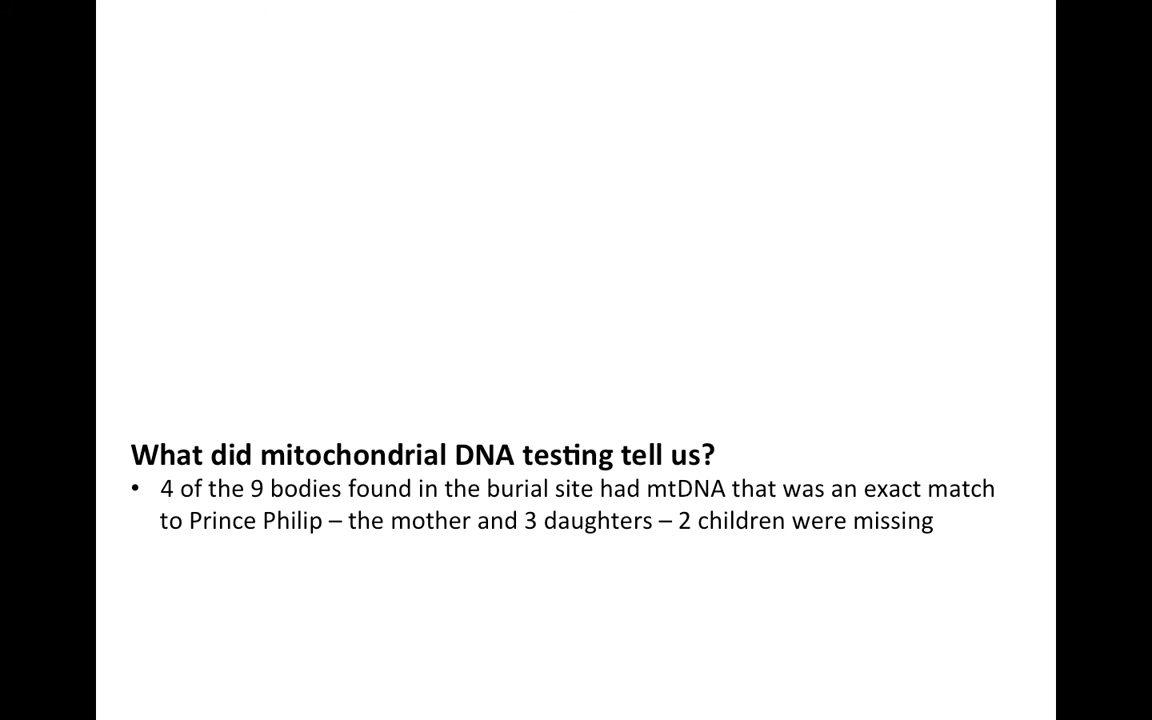 What did mitochondrial DNA testing tell us?
• 4 of the 9 bodies found in the burial site had mtDNA that was an exact match
to Prince Philip – the mother and 3 daughters – 2 children were missing